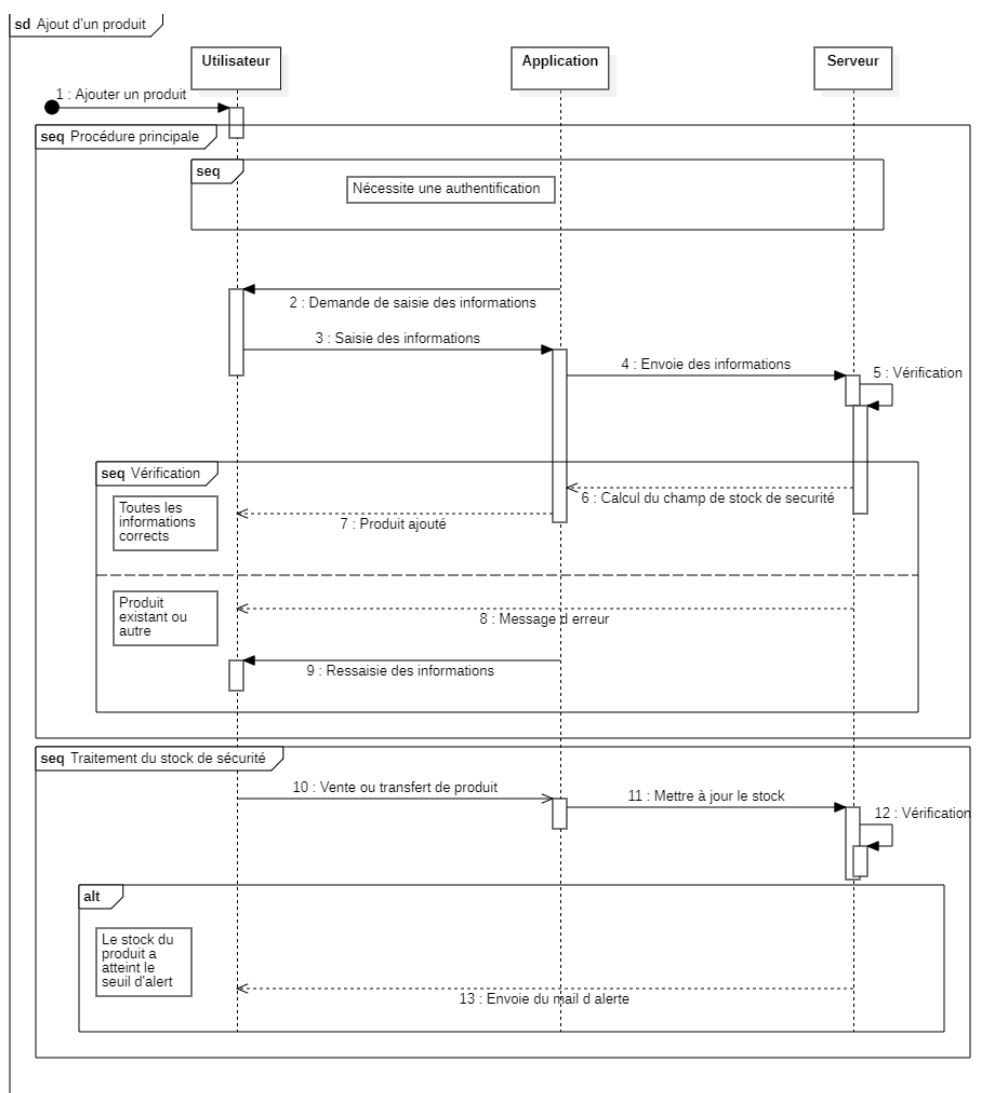 sd Ajout d'un produit
Utilisateur
Application
Serveur
1 : Ajouter un produit
seq Procédure principale
seq
Nécessite une authentification
2 : Demande de saisie des informations
3 : Saisie des informations
4 : Envoie des informations
5 : Vérification
seq Vérification
6 : Calcul du champ de stock de securité
Toutes les
informations
corrects
7 : Produit ajouté
Produit
existant ou
autre
8 : Message d erreur
9 : Ressaisie des informations
seq Traitement du stock de sécurité
10 : Vente ou transfert de produit
11 : Mettre à jour le stock
12 : Vérification
alt
Le stock du
produit a
atteint le
seuil d'alert
13 : Envoie du mail d alerte